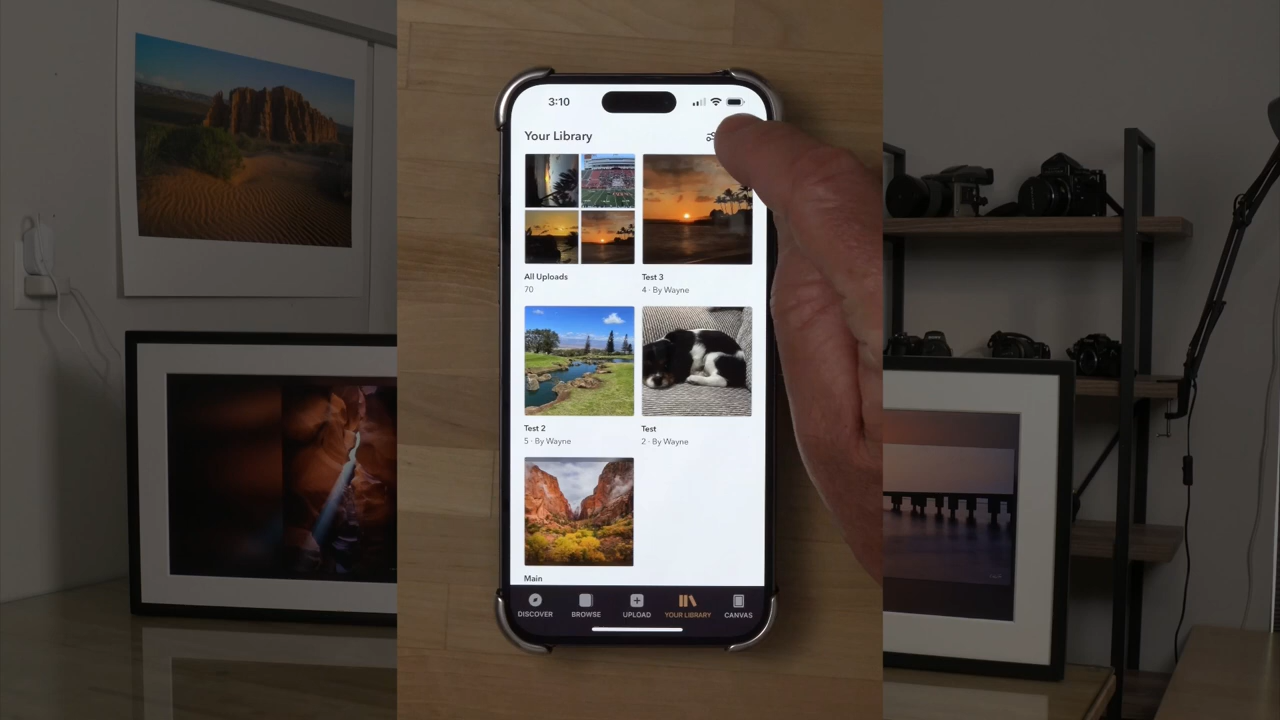 3:10
Your Library
All Uploads
70
Test 3
4 · By Wayne
Test 2
5 · By Wayne
Test
2 · By Wayne
Main
DISCOVER
BROWSE
UPLOAD
YOUR LIBRARY
CANVAS